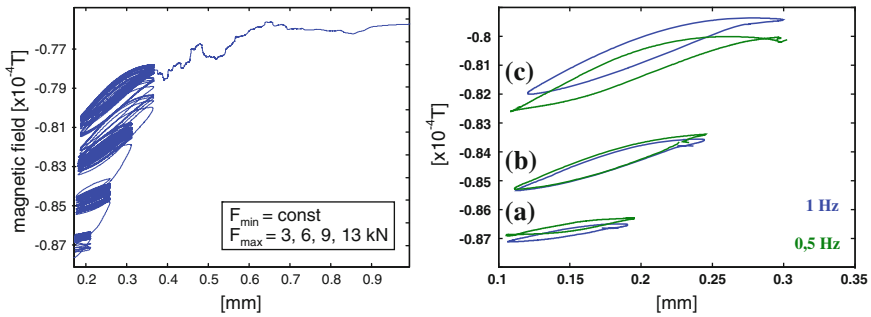 magnetic field [x10⁻⁴T]
-0.77
-0.79
-0.81
-0.83
-0.85
-0.87
0.2 0.3 0.4 0.5 0.6 0.7 0.8 0.9
[mm]
F_min = const
F_max = 3, 6, 9, 13 kN
[x10⁻⁴T]
-0.8
-0.81
-0.82
-0.83
-0.84
-0.85
-0.86
-0.87
(c)
(b)
(a)
1 Hz
0,5 Hz
0.1 0.15 0.2 0.25 0.3 0.35
[mm]